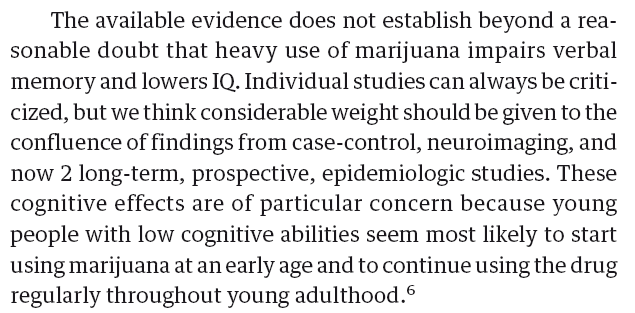 The available evidence does not establish beyond a rea-
sonable doubt that heavy use of marijuana impairs verbal
memory and lowers IQ. Individual studies can always be criti-
cized, but we think considerable weight should be given to the
confluence of findings from case-control, neuroimaging, and
now 2 long-term, prospective, epidemiologic studies. These
cognitive effects are of particular concern because young
people with low cognitive abilities seem most likely to start
using marijuana at an early age and to continue using the drug
regularly throughout young adulthood.⁶